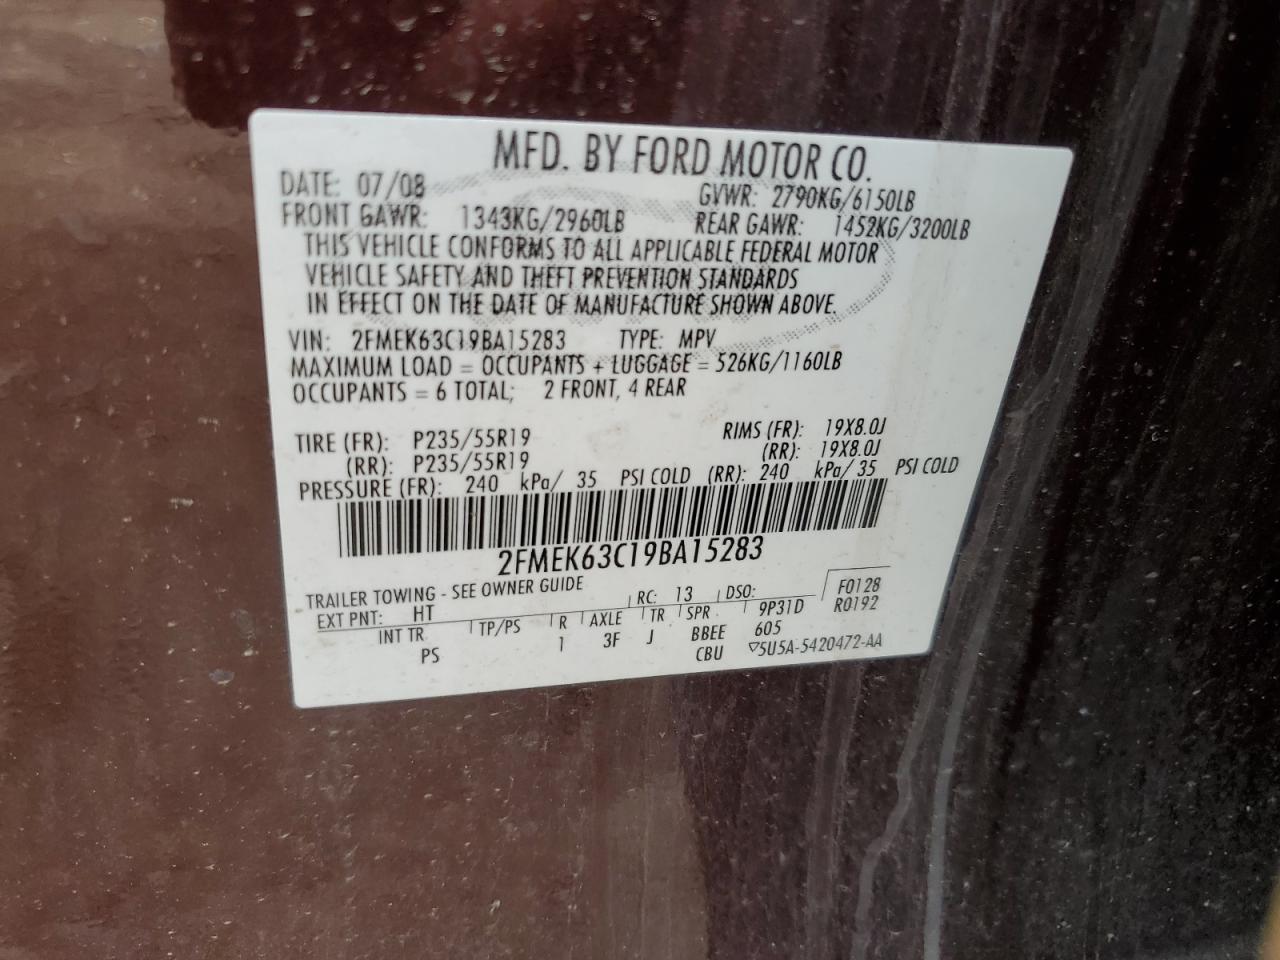 MFD. BY FORD MOTOR CO.
DATE: 07/08 GVWR: 2790KG/6150LB
FRONT GAWR: 1343KG/2960LB REAR GAWR: 1452KG/3200LB
THIS VEHICLE CONFORMS TO ALL APPLICABLE FEDERAL MOTOR
VEHICLE SAFETY AND THEFT PREVENTION STANDARDS
IN EFFECT ON THE DATE OF MANUFACTURE SHOWN ABOVE.
VIN: 2FMEK63C19BA15283 TYPE: MPV
MAXIMUM LOAD = OCCUPANTS + LUGGAGE = 526KG/1160LB
OCCUPANTS = 6 TOTAL; 2 FRONT, 4 REAR
TIRE (FR): P235/55R19 RIMS (FR): 19X8.0J
(RR): P235/55R19 (RR): 19X8.0J
PRESSURE (FR): 240 kPa/ 35 PSI COLD (RR): 240 kPa/ 35 PSI COLD
2FMEK63C19BA15283
TRAILER TOWING - SEE OWNER GUIDE
EXT PNT: HT RC: 13 DSO: F0128
INT TR TP/PS R AXLE TR SPR 9P31D R0192
PS 1 3F J BBEE 605
CBU ▽5U5A-5420472-AA